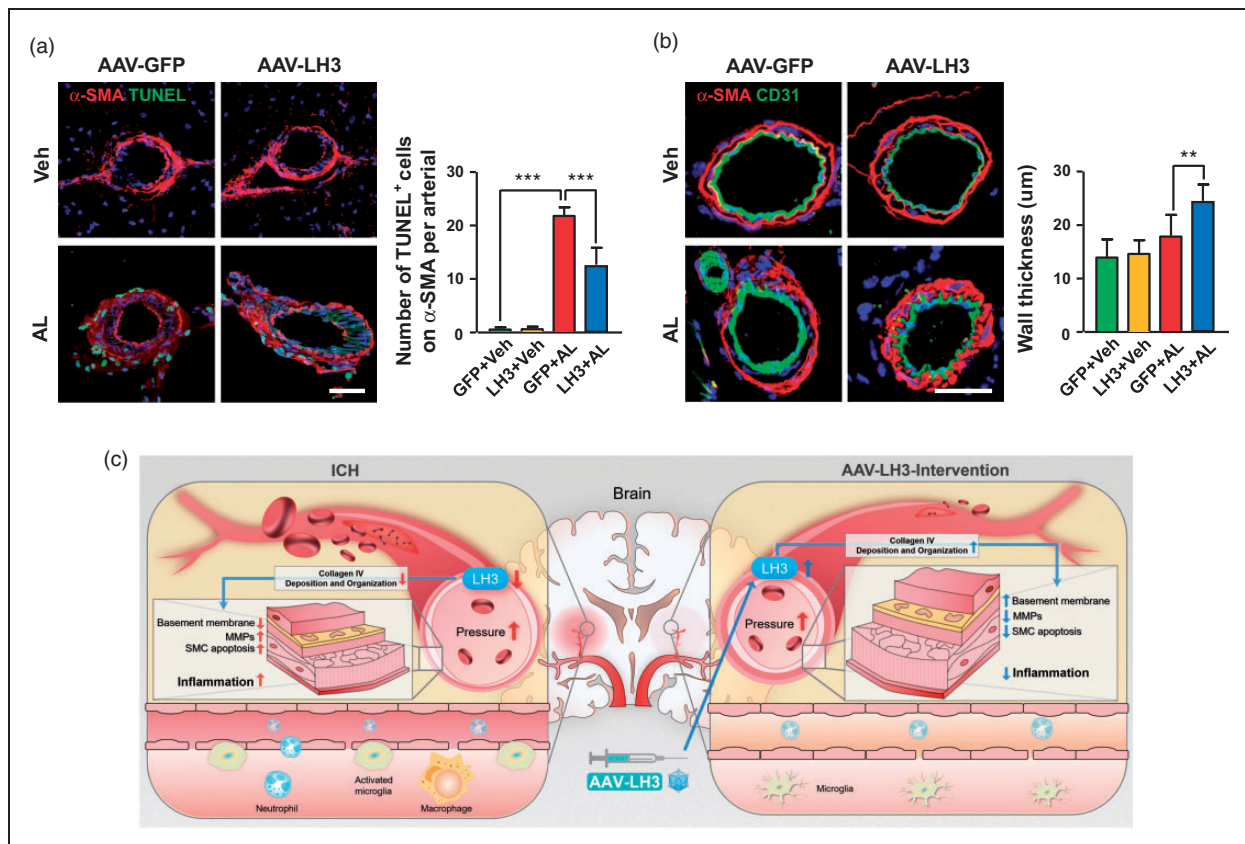 (a)
AAV-GFP AAV-LH3
α-SMA TUNEL
Veh
AL
Number of TUNEL+ cells
on α-SMA per arterial
30
20
10
0
*** ***
GFP+Veh
LH3+Veh
GFP+AL
LH3+AL
(b)
AAV-GFP AAV-LH3
α-SMA CD31
Veh
AL
Wall thickness (um)
30
20
10
0
**
GFP+Veh
LH3+Veh
GFP+AL
LH3+AL
(c)
ICH
Collagen IV
Deposition and Organization
LH3
Pressure
Basement membrane
MMPs
SMC apoptosis
Inflammation
Neutrophil
Activated
microglia
Macrophage
Brain
AAV-LH3
AAV-LH3-Intervention
Collagen IV
Deposition and Organization
LH3
Pressure
Basement membrane
MMPs
SMC apoptosis
Inflammation
Microglia